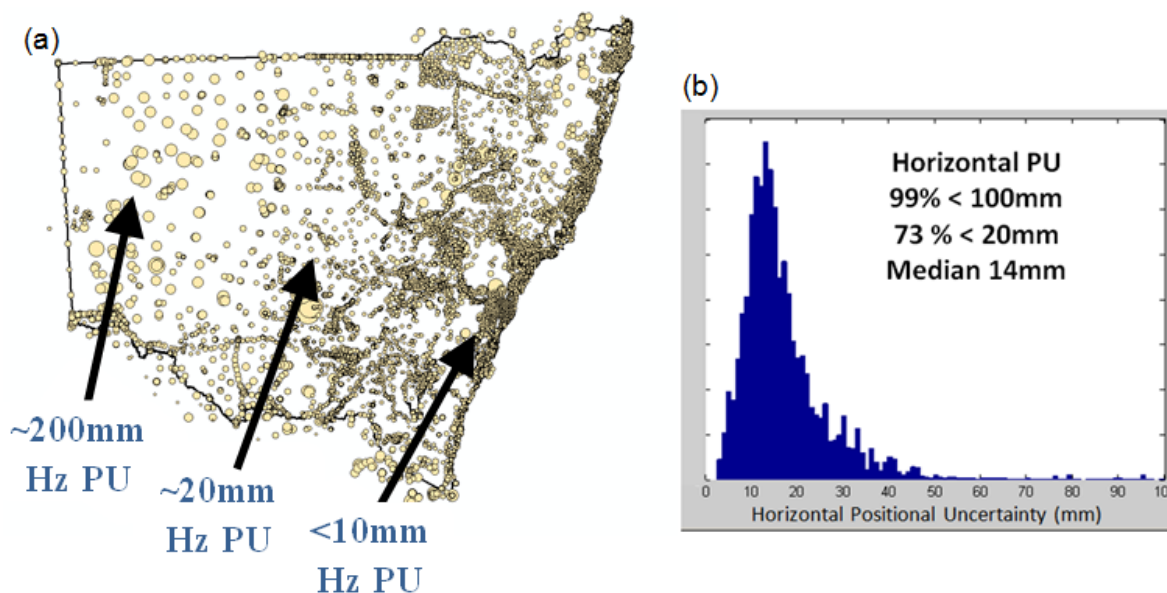 (a)
~200mm
Hz PU
~20mm
Hz PU
<10mm
Hz PU
(b)
Horizontal PU
99% < 100mm
73 % < 20mm
Median 14mm
0 10 20 30 40 50 60 70 80 90 100
Horizontal Positional Uncertainty (mm)